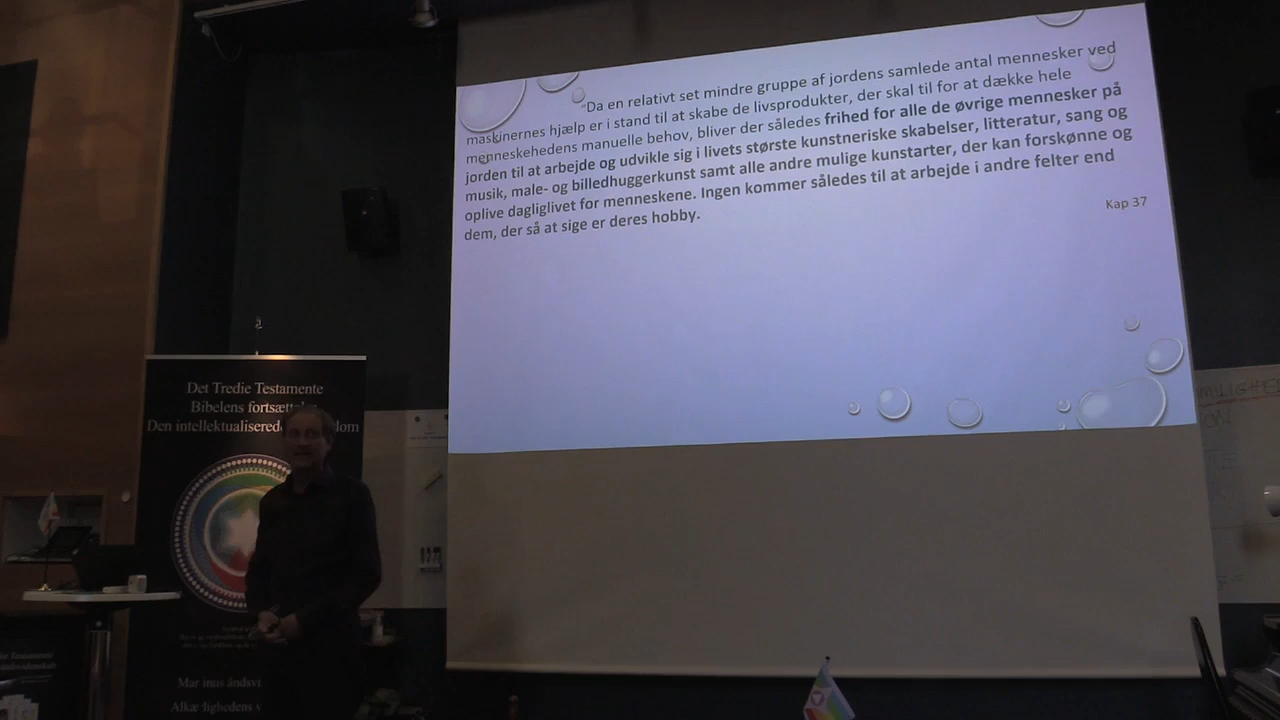 "Da en relativt set mindre gruppe af jordens samlede antal mennesker ved
maskinernes hjælp er i stand til at skabe de livsprodukter, der skal til for at dække hele
menneskehedens manuelle behov, bliver der således frihed for alle de øvrige mennesker på
jorden til at arbejde og udvikle sig i livets største kunstneriske skabelser, litteratur, sang og
musik, male- og billedhuggerkunst samt alle andre mulige kunstarter, der kan forskønne og
oplive dagliglivet for menneskene. Ingen kommer således til at arbejde i andre felter end
dem, der så at sige er deres hobby.
Kap 37
Det Tredie Testamente
Bibelens
Den
Mar inus